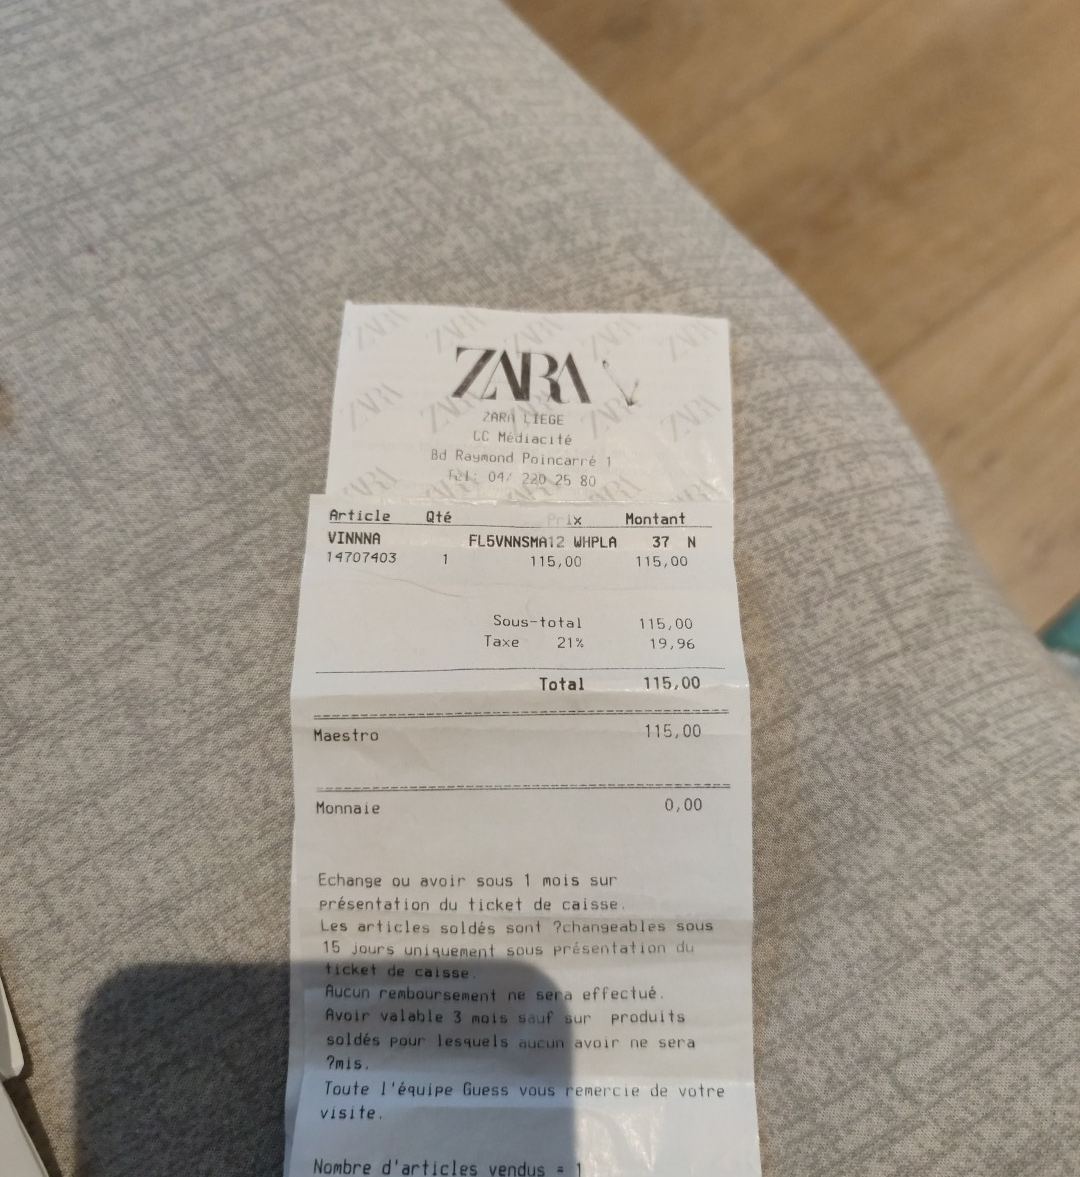 ZARA
ZARA LIEGE
CC Médiacité
Bd Raymond Poincarré 1
Tél: 04/ 220 25 80
Article Qté Prix Montant
VINNNA FL5VNNSMA12 WHPLA 37 N
14707403 1 115,00 115,00
Sous-total 115,00
Taxe 21% 19,96
Total 115,00
Maestro 115,00
Monnaie 0,00
Echange ou avoir sous 1 mois sur
présentation du ticket de caisse.
Les articles soldés sont ?changeables sous
15 jours uniquement sous présentation du
ticket de caisse.
Aucun remboursement ne sera effectué.
Avoir valable 3 mois sauf sur produits
soldés pour lesquels aucun avoir ne sera
?mis.
Toute l'équipe Guess vous remercie de votre
visite.
Nombre d'articles vendus = 1